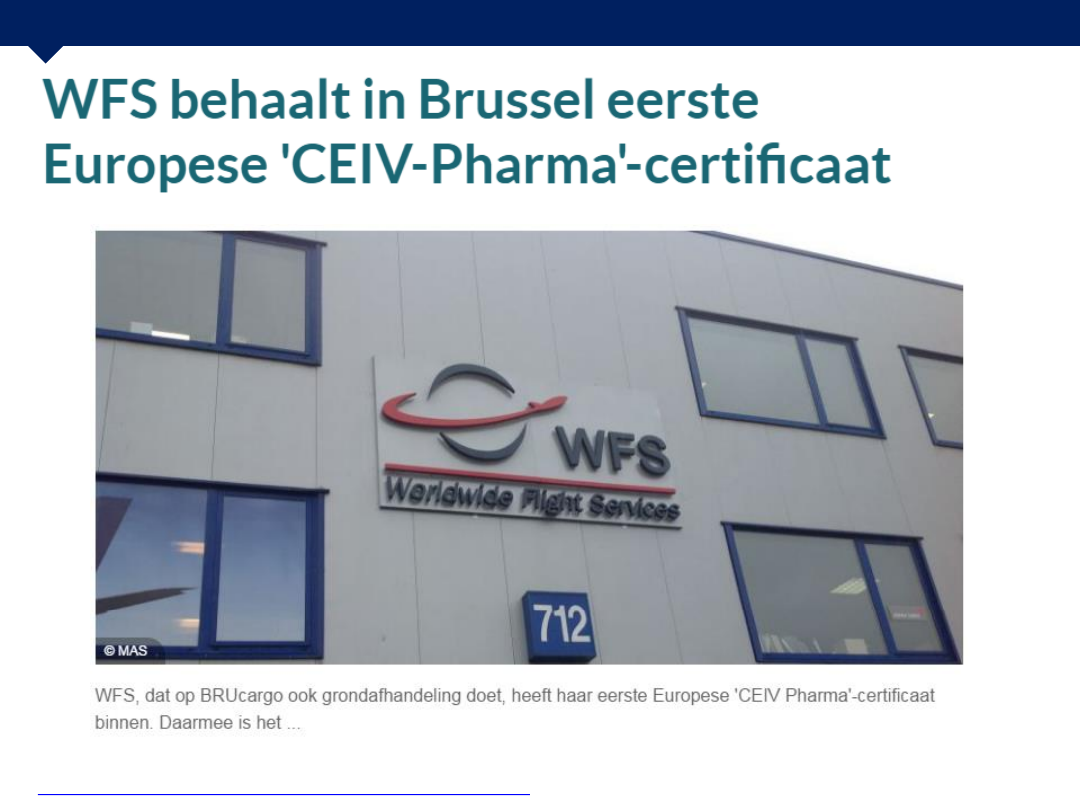 WFS behaalt in Brussel eerste
Europese 'CEIV-Pharma'-certificaat
WFS
Worldwide Flight Services
712
© MAS
WFS, dat op BRUcargo ook grondafhandeling doet, heeft haar eerste Europese 'CEIV Pharma'-certificaat
binnen. Daarmee is het ...